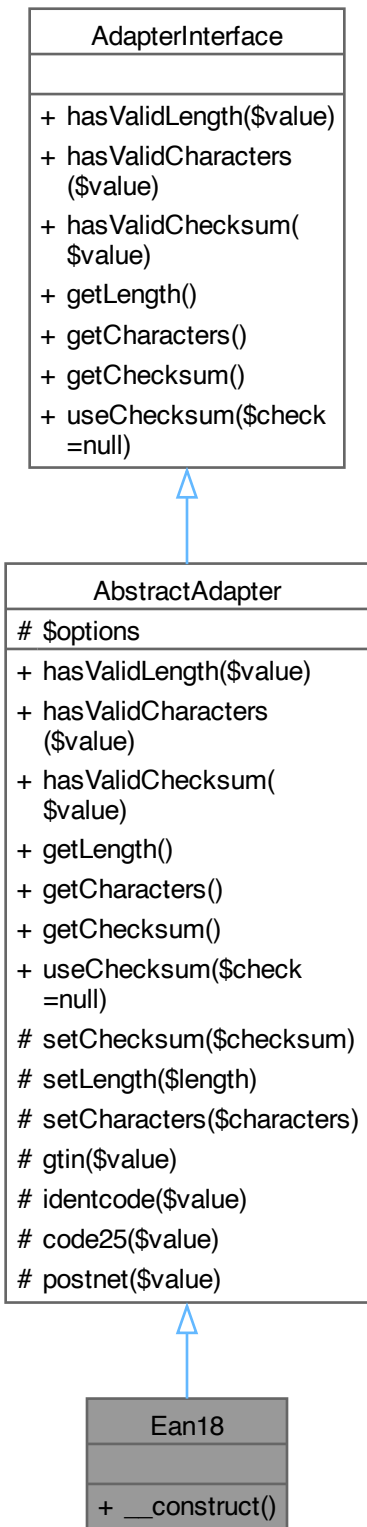 AdapterInterface
+ hasValidLength($value)
+ hasValidCharacters
($value)
+ hasValidChecksum(
$value)
+ getLength()
+ getCharacters()
+ getChecksum()
+ useChecksum($check
=null)
AbstractAdapter
# $options
+ hasValidLength($value)
+ hasValidCharacters
($value)
+ hasValidChecksum(
$value)
+ getLength()
+ getCharacters()
+ getChecksum()
+ useChecksum($check
=null)
# setChecksum($checksum)
# setLength($length)
# setCharacters($characters)
# gtin($value)
# identcode($value)
# code25($value)
# postnet($value)
Ean18
+ __construct()